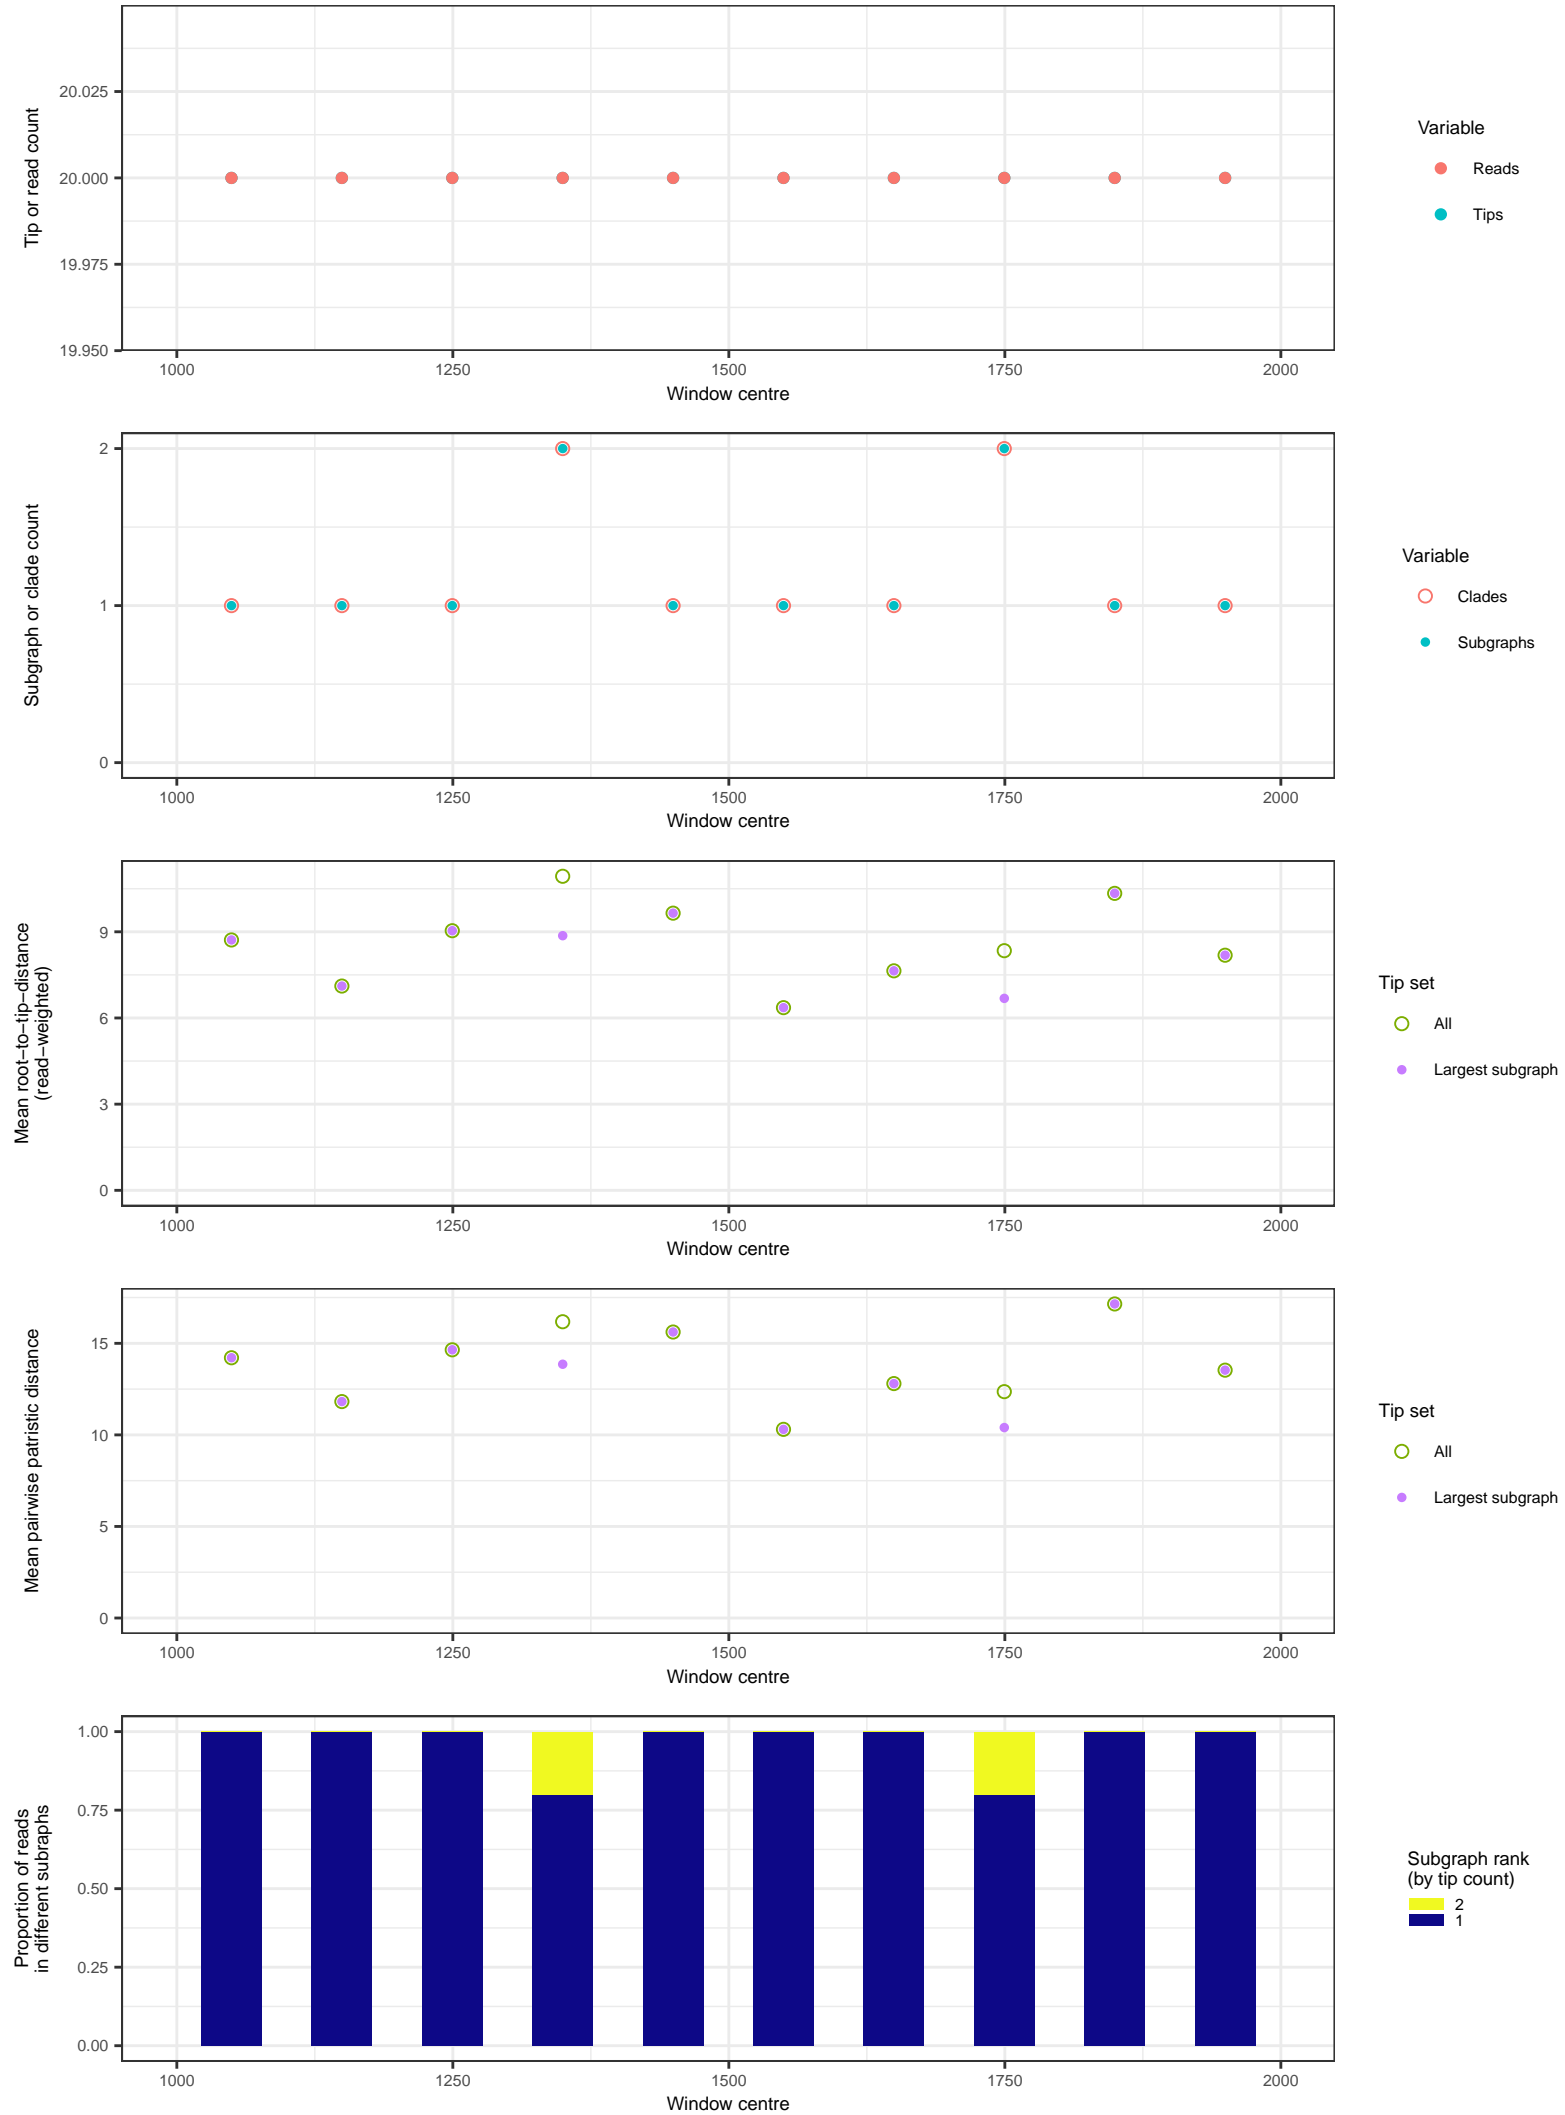 Tip or read count
20.025
20.000
19.975
19.950
1000 1250 1500 1750 2000
Window centre
Variable
Reads
Tips
Subgraph or clade count
2
1
0
1000 1250 1500 1750 2000
Window centre
Variable
Clades
Subgraphs
Mean root−to−tip−distance
(read−weighted)
9
6
3
0
1000 1250 1500 1750 2000
Window centre
Tip set
All
Largest subgraph
Mean pairwise patristic distance
15
10
5
0
1000 1250 1500 1750 2000
Window centre
Tip set
All
Largest subgraph
Proportion of reads
in different subraphs
1.00
0.75
0.50
0.25
0.00
1000 1250 1500 1750 2000
Window centre
Subgraph rank
(by tip count)
2
1